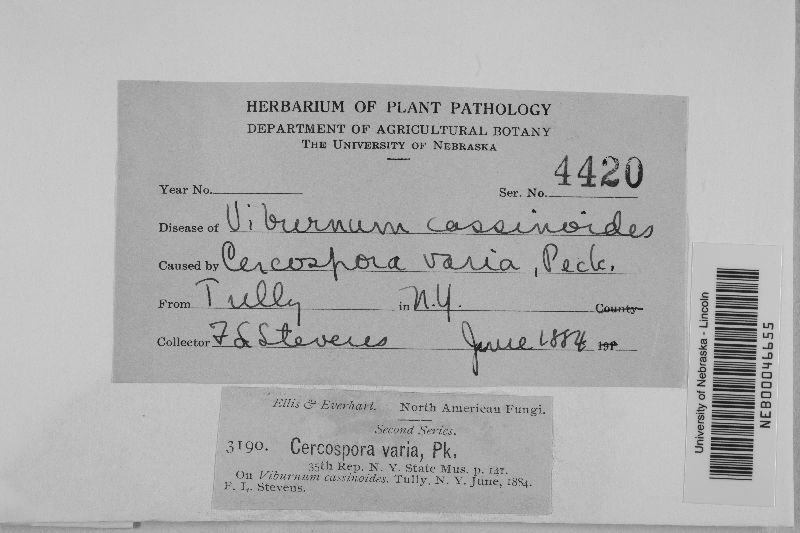 HERBARIUM OF PLANT PATHOLOGY
DEPARTMENT OF AGRICULTURAL BOTANY
THE UNIVERSITY OF NEBRASKA
Year No. Ser. No. 4420
Disease of Viburnum cassinoides
Caused by Cercospora varia, Peck.
From Tully in N.Y. County
Collector F L Stevens June 1884 191
Ellis & Everhart. North American Fungi.
Second Series.
3190. Cercospora varia, Pk.
35th Rep. N. Y. State Mus. p. 141.
On Viburnum cassinoides. Tully, N. Y. June, 1884.
F. L. Stevens.
University of Nebraska - Lincoln
NEB00046655